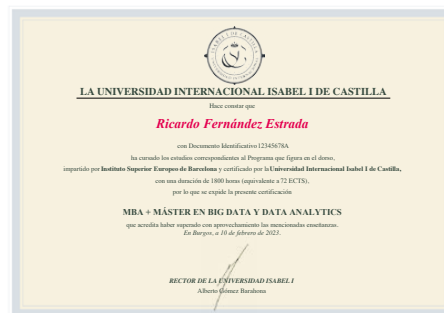 ISABEL I DE CASTILLA
LA UNIVERSIDAD INTERNACIONAL ISABEL I DE CASTILLA
Hace constar que
Ricardo Fernández Estrada
con Documento Identificativo 12345678A
ha cursado los estudios correspondientes al Programa que figura en el dorso,
impartido por Instituto Superior Europeo de Barcelona y certificado por la Universidad Internacional Isabel I de Castilla,
con una duración de 1800 horas (equivalente a 72 ECTS),
por lo que se expide la presente certificación
MBA + MÁSTER EN BIG DATA Y DATA ANALYTICS
que acredita haber superado con aprovechamiento las mencionadas enseñanzas.
En Burgos, a 10 de febrero de 2023.
RECTOR DE LA UNIVERSIDAD ISABEL I
Alberto Gómez Barahona